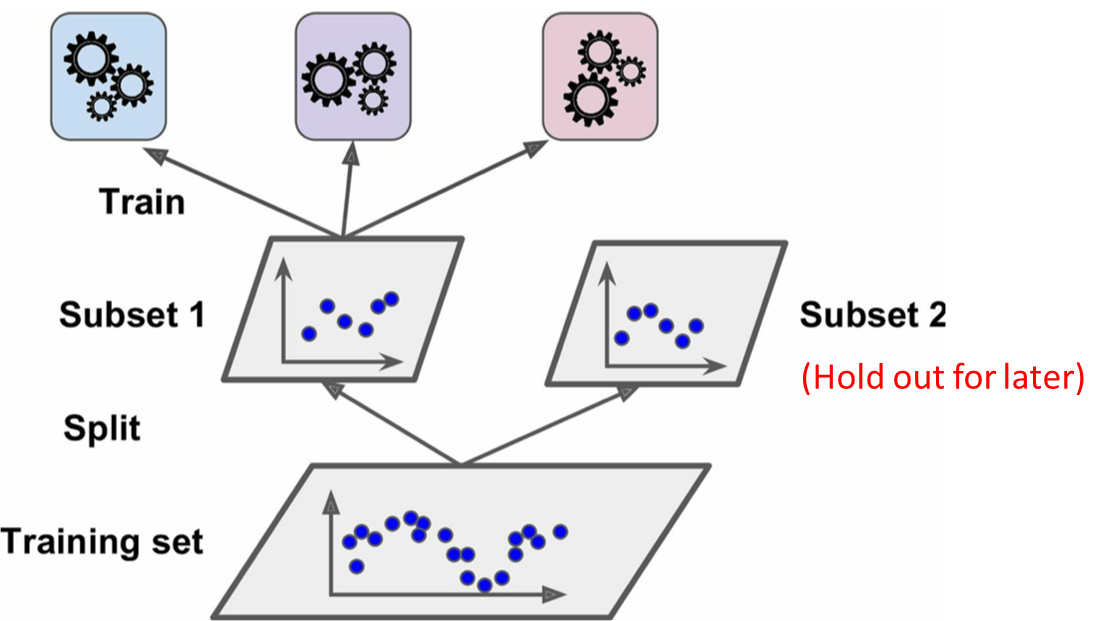 Train
Subset 1
Subset 2
(Hold out for later)
Split
Training set